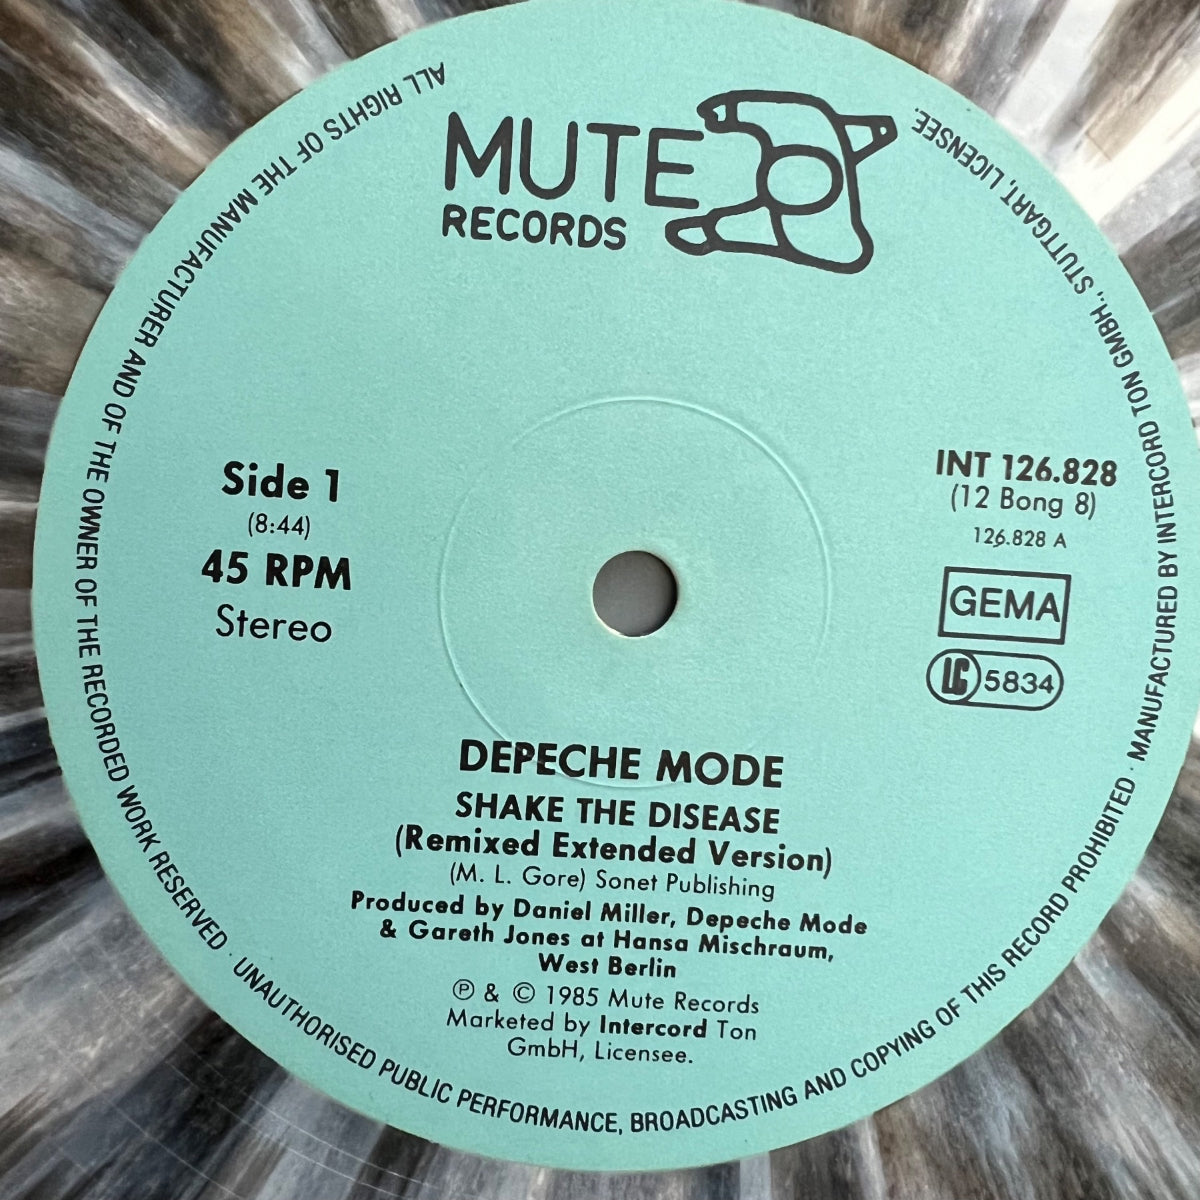 MUTE
RECORDS
Side 1
(8:44)
45 RPM
Stereo
INT 126.828
(12 Bong 8)
126.828 A
GEMA
LC 5834
DEPECHE MODE
SHAKE THE DISEASE
(Remixed Extended Version)
(M. L. Gore) Sonet Publishing
Produced by Daniel Miller, Depeche Mode
& Gareth Jones at Hansa Mischraum,
West Berlin
℗ & © 1985 Mute Records
Marketed by Intercord Ton
GmbH, Licensee.
ALL RIGHTS OF THE MANUFACTURER AND OF THE OWNER OF THE RECORDED WORK RESERVED · UNAUTHORISED PUBLIC PERFORMANCE, BROADCASTING AND COPYING OF THIS RECORD PROHIBITED · MANUFACTURED BY INTERCORD TON GMBH., STUTTGART, LICENSEE.